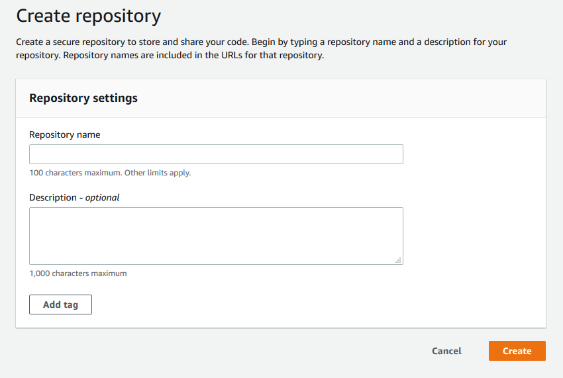 Create repository
Create a secure repository to store and share your code. Begin by typing a repository name and a description for your
repository. Repository names are included in the URLs for that repository.
Repository settings
Repository name
100 characters maximum. Other limits apply.
Description - optional
1,000 characters maximum
Add tag
Cancel
Create